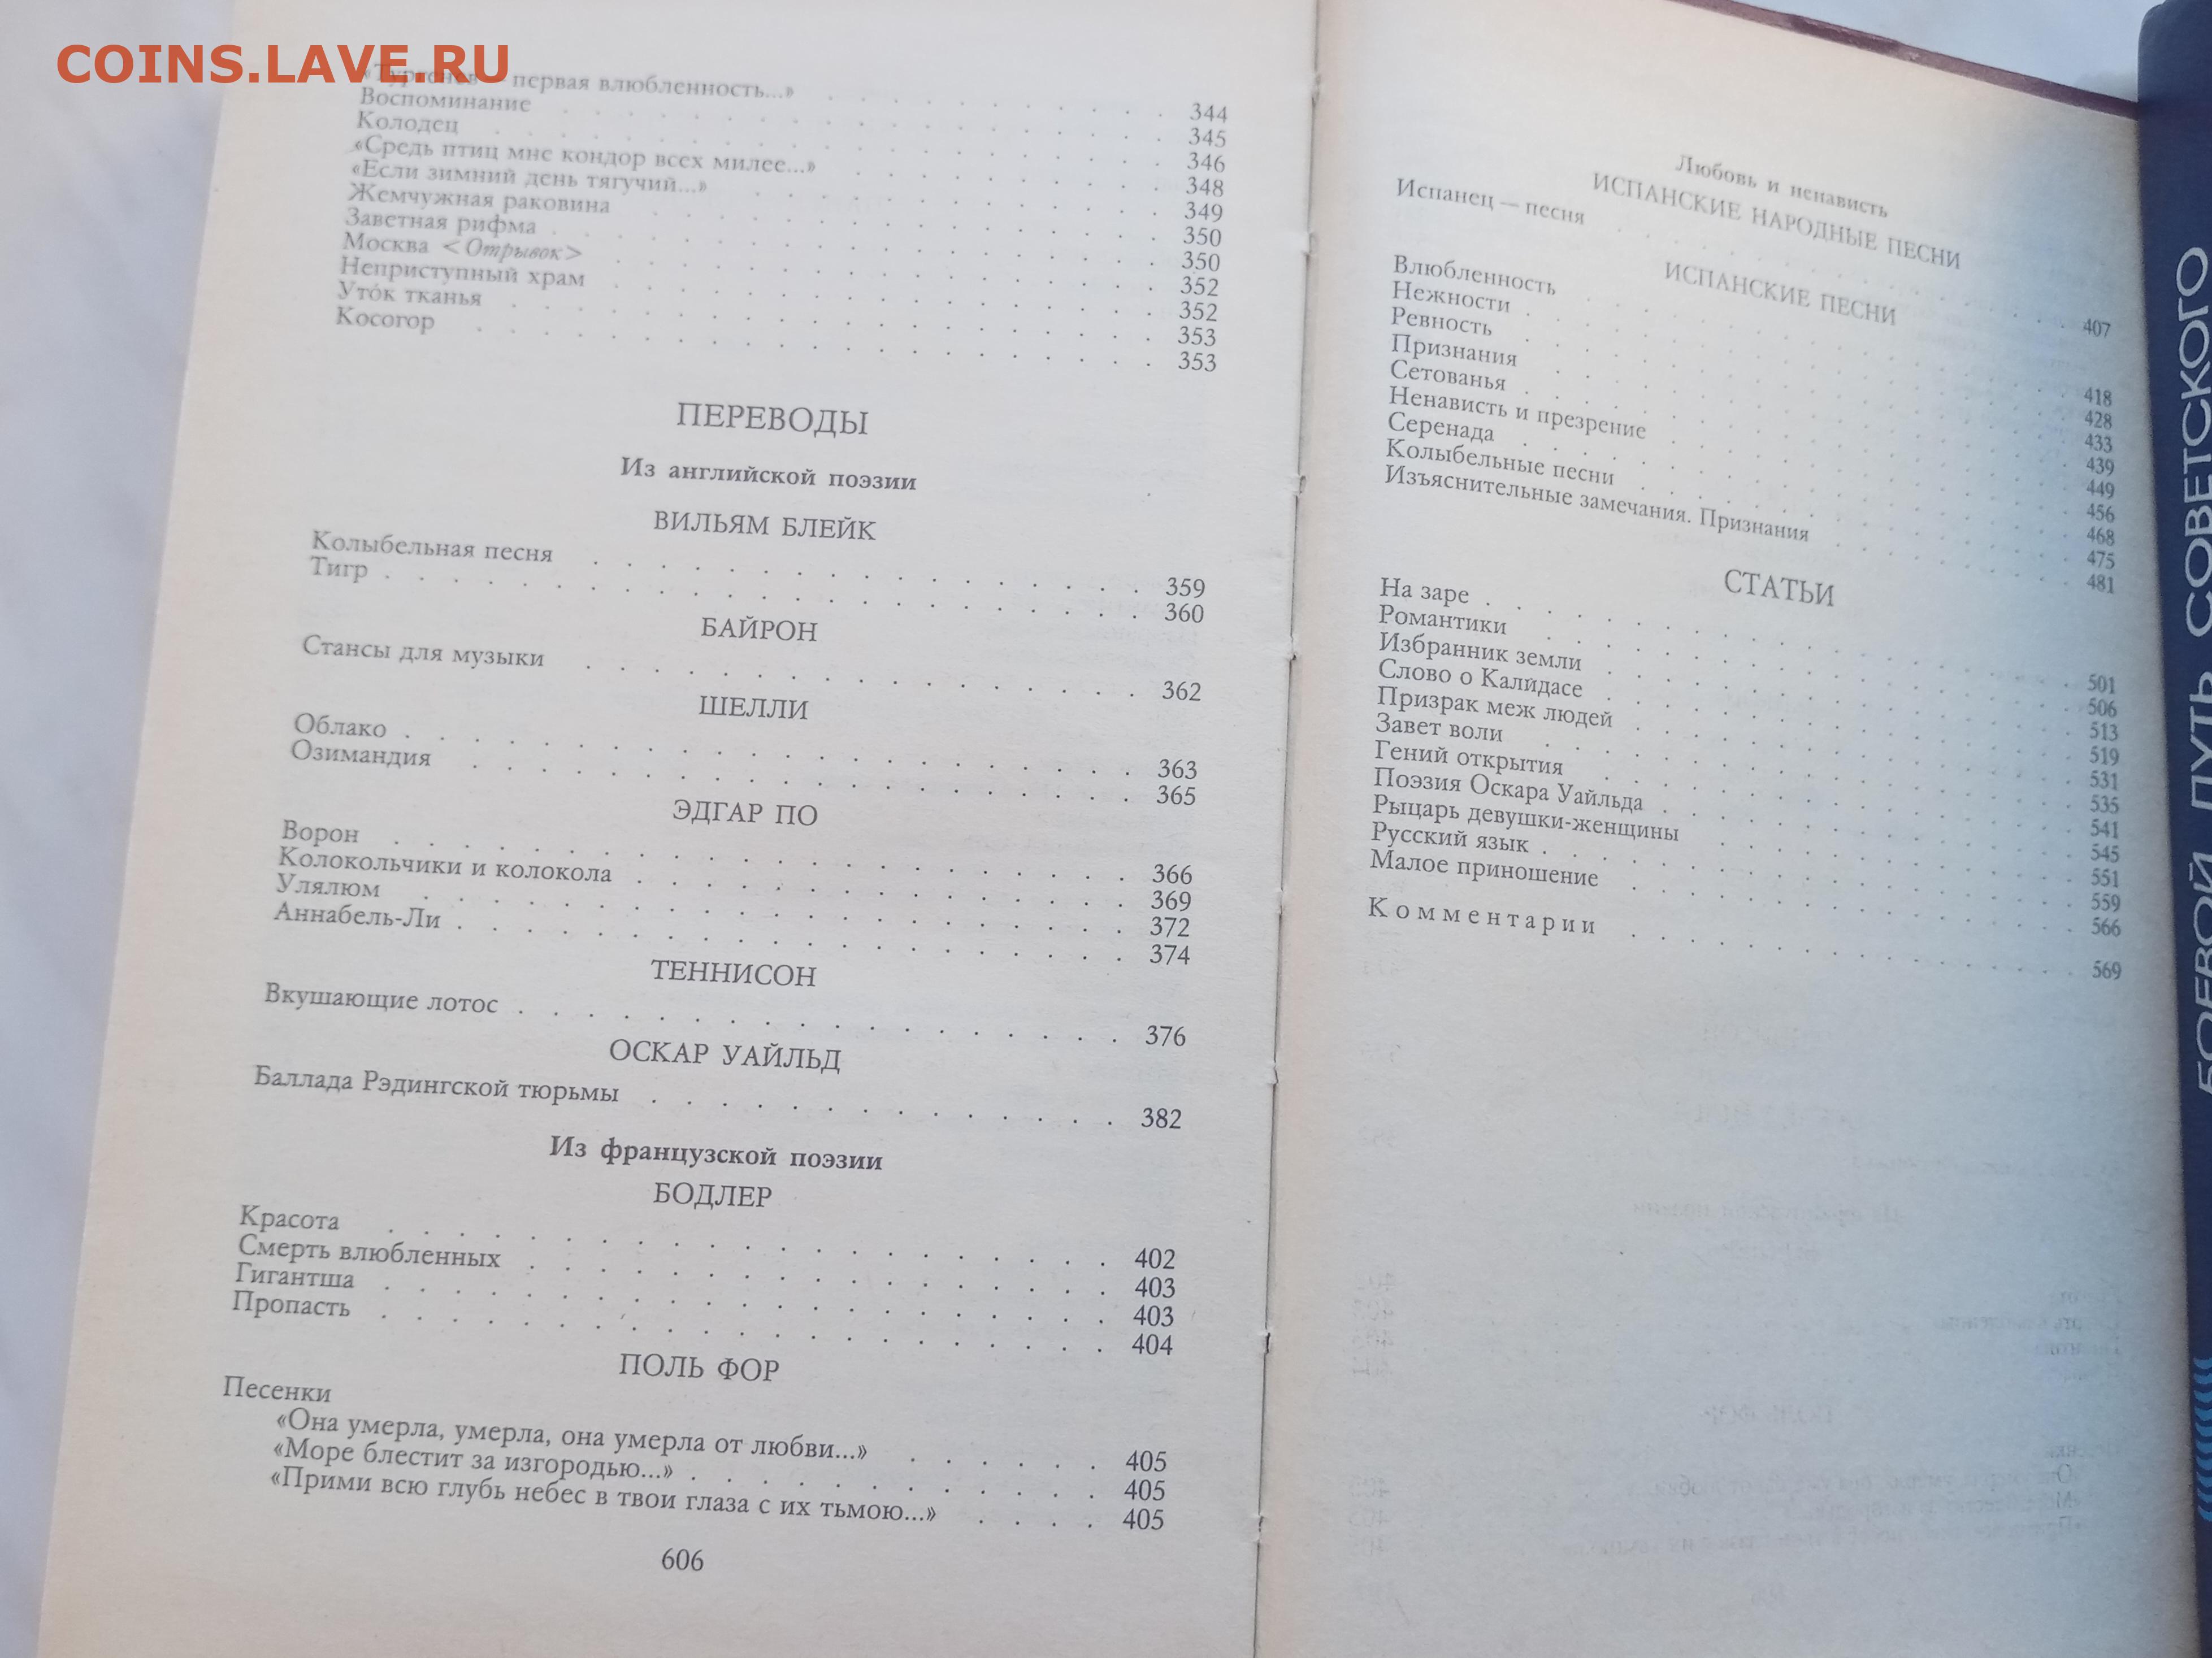 COINS.LAVE.RU
«Тургенев — первая влюбленность...» 344
Воспоминание 345
Колодец 346
«Средь птиц мне кондор всех милее...» 348
«Если зимний день тягучий...» 349
Жемчужная раковина 350
Заветная рифма 350
Москва <Отрывок> 352
Неприступный храм 352
Уто́к тканья 353
Косогор 353
ПЕРЕВОДЫ
Из английской поэзии
ВИЛЬЯМ БЛЕЙК
Колыбельная песня 359
Тигр 360
БАЙРОН
Стансы для музыки 362
ШЕЛЛИ
Облако 363
Озимандия 365
ЭДГАР ПО
Ворон 366
Колокольчики и колокола 369
Улялюм 372
Аннабель-Ли 374
ТЕННИСОН
Вкушающие лотос 376
ОСКАР УАЙЛЬД
Баллада Рэдингской тюрьмы 382
Из французской поэзии
БОДЛЕР
Красота 402
Смерть влюбленных 403
Гигантша 403
Пропасть 404
ПОЛЬ ФОР
Песенки
«Она умерла, умерла, она умерла от любви...» 405
«Море блестит за изгородью...» 405
«Прими всю глубь небес в твои глаза с их тьмою...» 405
606
Любовь и ненависть
ИСПАНСКИЕ НАРОДНЫЕ ПЕСНИ
Испанец — песня 407
ИСПАНСКИЕ ПЕСНИ
Влюбленность 418
Нежности 428
Ревность 433
Признания 439
Сетованья 449
Ненависть и презрение 456
Серенада 468
Колыбельные песни 475
Изъяснительные замечания. Признания 481
СТАТЬИ
На заре 501
Романтики 506
Избранник земли 513
Слово о Калидасе 519
Призрак меж людей 531
Завет воли 535
Гений открытия 541
Поэзия Оскара Уайльда 545
Рыцарь девушки-женщины 551
Русский язык 559
Малое приношение 566
Комментарии 569
БОЕВОЙ ПУТЬ СОВЕТСКОГО